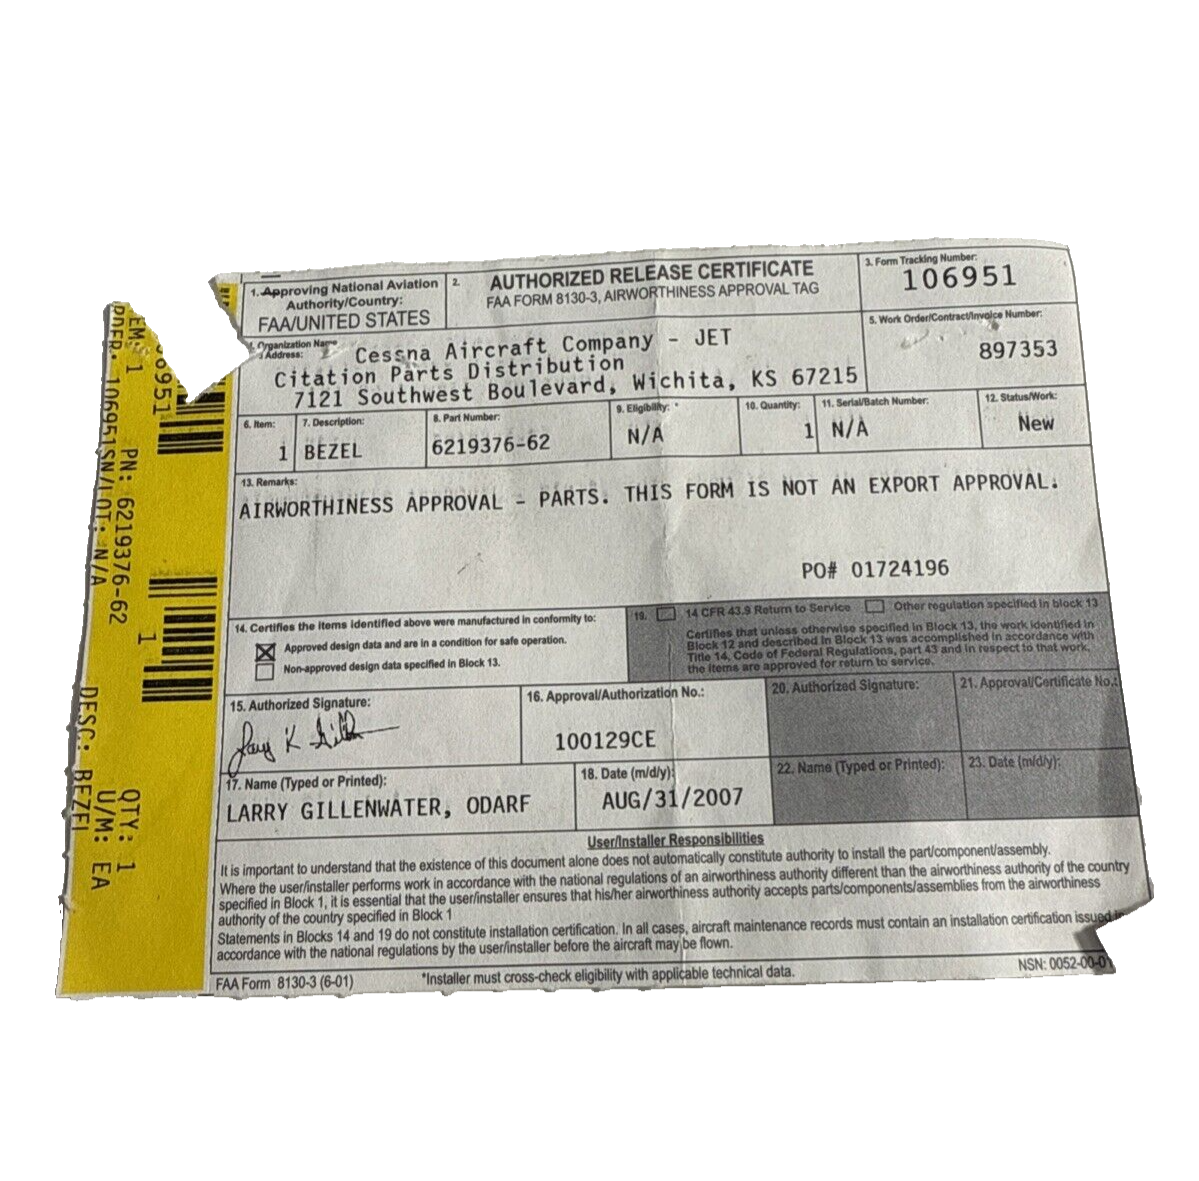 1. Approving National Aviation
Authority/Country:
FAA/UNITED STATES
2.
AUTHORIZED RELEASE CERTIFICATE
FAA FORM 8130-3, AIRWORTHINESS APPROVAL TAG
3. Form Tracking Number:
106951
Organization Name
Address:
Cessna Aircraft Company - JET
Citation Parts Distribution
7121 Southwest Boulevard, Wichita, KS 67215
5. Work Order/Contract/Invoice Number:
897353
6. Item:
1
7. Description:
BEZEL
8. Part Number:
6219376-62
9. Eligibility: *
N/A
10. Quantity:
1
11. Serial/Batch Number:
N/A
12. Status/Work:
New
13. Remarks:
AIRWORTHINESS APPROVAL - PARTS. THIS FORM IS NOT AN EXPORT APPROVAL.
PO# 01724196
14. Certifies the items identified above were manufactured in conformity to:
Approved design data and are in a condition for safe operation.
Non-approved design data specified in Block 13.
19. 14 CFR 43.9 Return to Service Other regulation specified in block 13
Certifies that unless otherwise specified in Block 13, the work identified in
Block 12 and described in Block 13 was accomplished in accordance with
Title 14, Code of Federal Regulations, part 43 and in respect to that work,
the items are approved for return to service.
15. Authorized Signature:
16. Approval/Authorization No.:
100129CE
20. Authorized Signature:
21. Approval/Certificate No.:
17. Name (Typed or Printed):
LARRY GILLENWATER, ODARF
18. Date (m/d/y):
AUG/31/2007
22. Name (Typed or Printed):
23. Date (m/d/y):
User/Installer Responsibilities
It is important to understand that the existence of this document alone does not automatically constitute authority to install the part/component/assembly.
Where the user/installer performs work in accordance with the national regulations of an airworthiness authority different than the airworthiness authority of the country
specified in Block 1, it is essential that the user/installer ensures that his/her airworthiness authority accepts parts/components/assemblies from the airworthiness
authority of the country specified in Block 1
Statements in Blocks 14 and 19 do not constitute installation certification. In all cases, aircraft maintenance records must contain an installation certification issued in
accordance with the national regulations by the user/installer before the aircraft may be flown.
FAA Form 8130-3 (6-01)
*Installer must cross-check eligibility with applicable technical data.
NSN: 0052-00-01
EM: 1
PN: 6219376-62
QTY: 1
1
U/M: EA
106951
SN/LOT: N/A
DESC: BEZEL